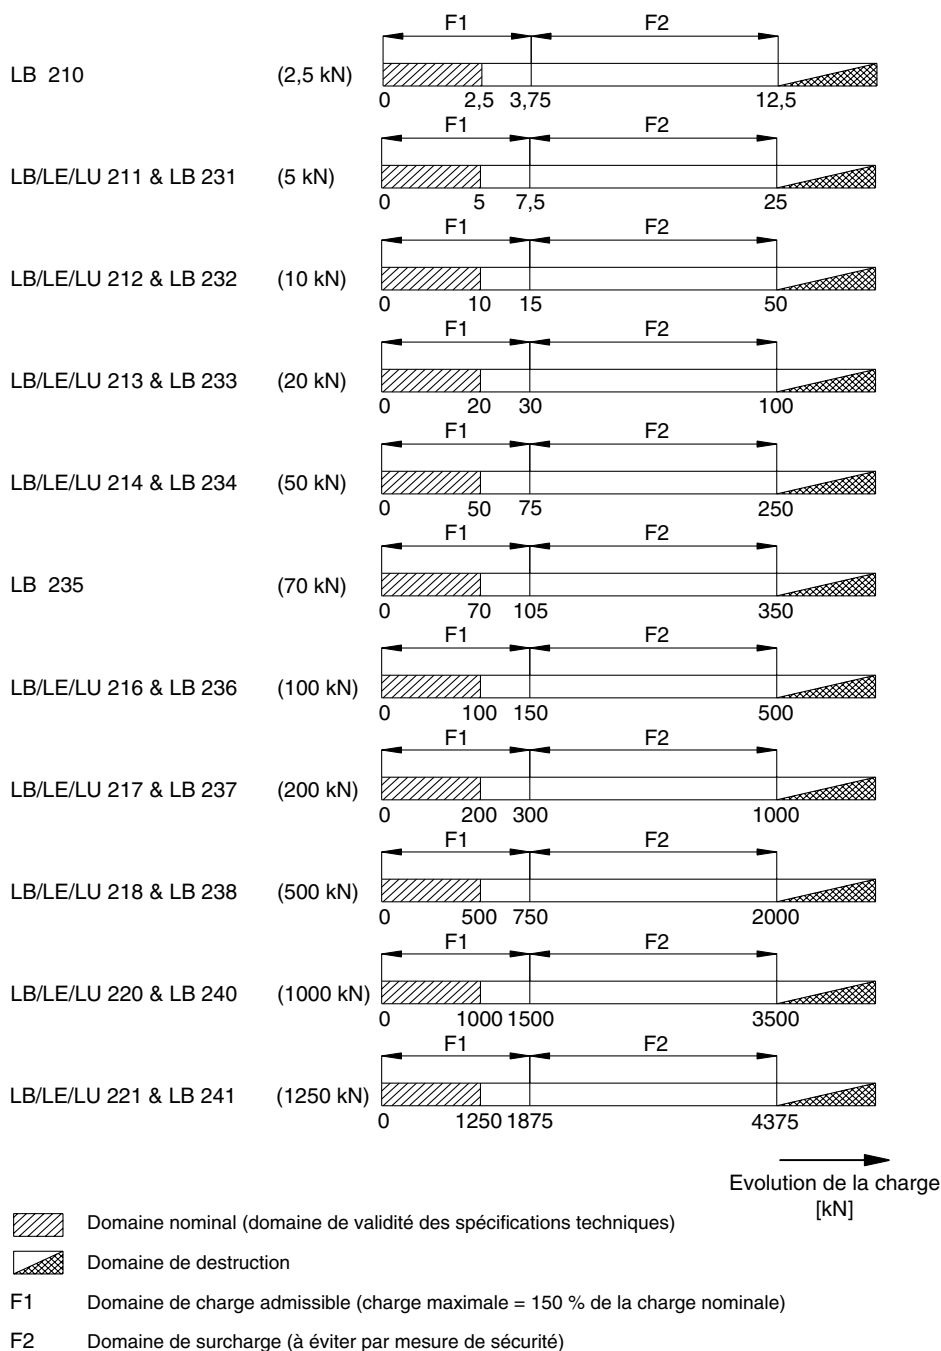 F1 F2
LB 210 (2,5 kN)
0 2,5 3,75 12,5
F1 F2
LB/LE/LU 211 & LB 231 (5 kN)
0 5 7,5 25
F1 F2
LB/LE/LU 212 & LB 232 (10 kN)
0 10 15 50
F1 F2
LB/LE/LU 213 & LB 233 (20 kN)
0 20 30 100
F1 F2
LB/LE/LU 214 & LB 234 (50 kN)
0 50 75 250
F1 F2
LB 235 (70 kN)
0 70 105 350
F1 F2
LB/LE/LU 216 & LB 236 (100 kN)
0 100 150 500
F1 F2
LB/LE/LU 217 & LB 237 (200 kN)
0 200 300 1000
F1 F2
LB/LE/LU 218 & LB 238 (500 kN)
0 500 750 2000
F1 F2
LB/LE/LU 220 & LB 240 (1000 kN)
0 1000 1500 3500
F1 F2
LB/LE/LU 221 & LB 241 (1250 kN)
0 1250 1875 4375
Evolution de la charge
[kN]
Domaine nominal (domaine de validité des spécifications techniques)
Domaine de destruction
F1 Domaine de charge admissible (charge maximale = 150 % de la charge nominale)
F2 Domaine de surcharge (à éviter par mesure de sécurité)